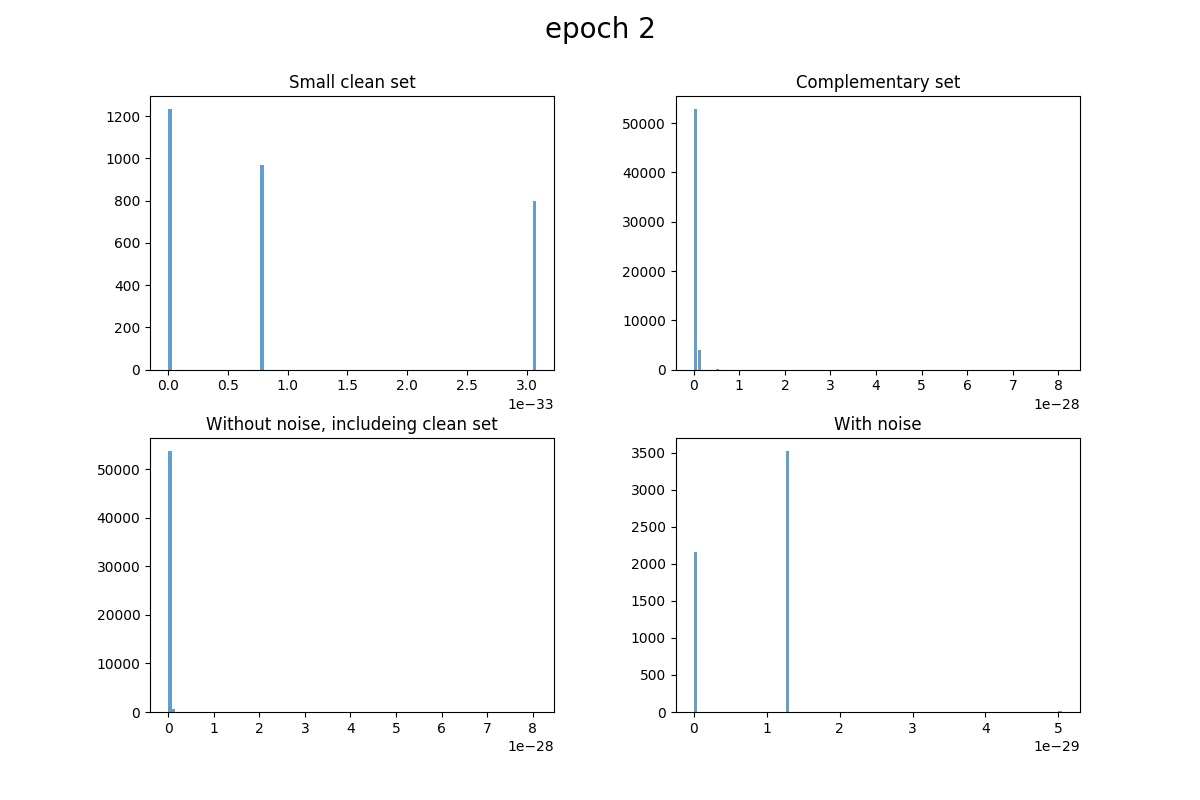 epoch 2
Small clean set
1200
1000
800
600
400
200
0
0.0 0.5 1.0 1.5 2.0 2.5 3.0
1e−33
Complementary set
50000
40000
30000
20000
10000
0
0 1 2 3 4 5 6 7 8
1e−28
Without noise, includeing clean set
50000
40000
30000
20000
10000
0
0 1 2 3 4 5 6 7 8
1e−28
With noise
3500
3000
2500
2000
1500
1000
500
0
0 1 2 3 4 5
1e−29